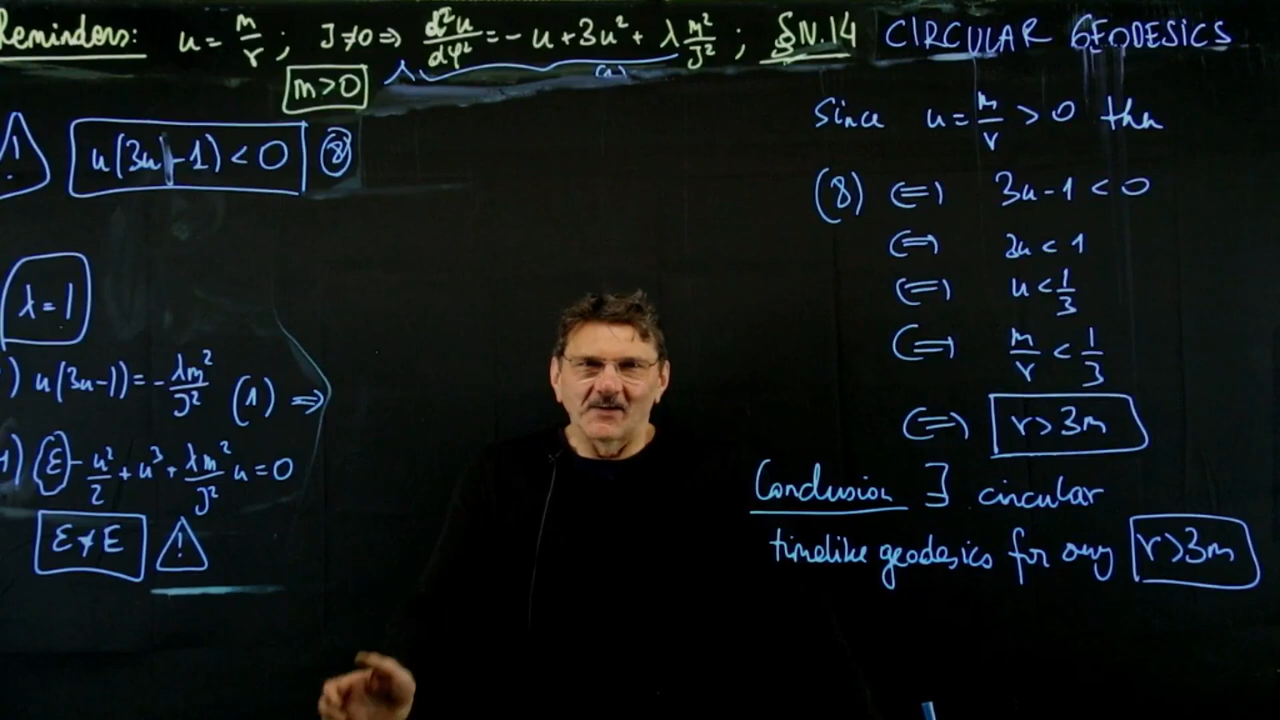 Reminders: u = m/r ; J ≠ 0 ⇒ d²u/dφ² = - u + 3u² + λ m²/J² ; §N.14 CIRCULAR GEODESICS
m > 0
(1)
! u(3u - 1) < 0 (8)
λ = 1
) u(3u-1) = - λm²/J² (1) ⇒
) ε - u²/2 + u³ + λm²/J² u = 0
ε ≠ E !
Since u = m/r > 0 then
(8) ⇔ 3u - 1 < 0
⇔ 3u < 1
⇔ u < 1/3
⇔ m/r < 1/3
⇔ r > 3m
Conclusion ∃ circular
timelike geodesics for any r > 3m